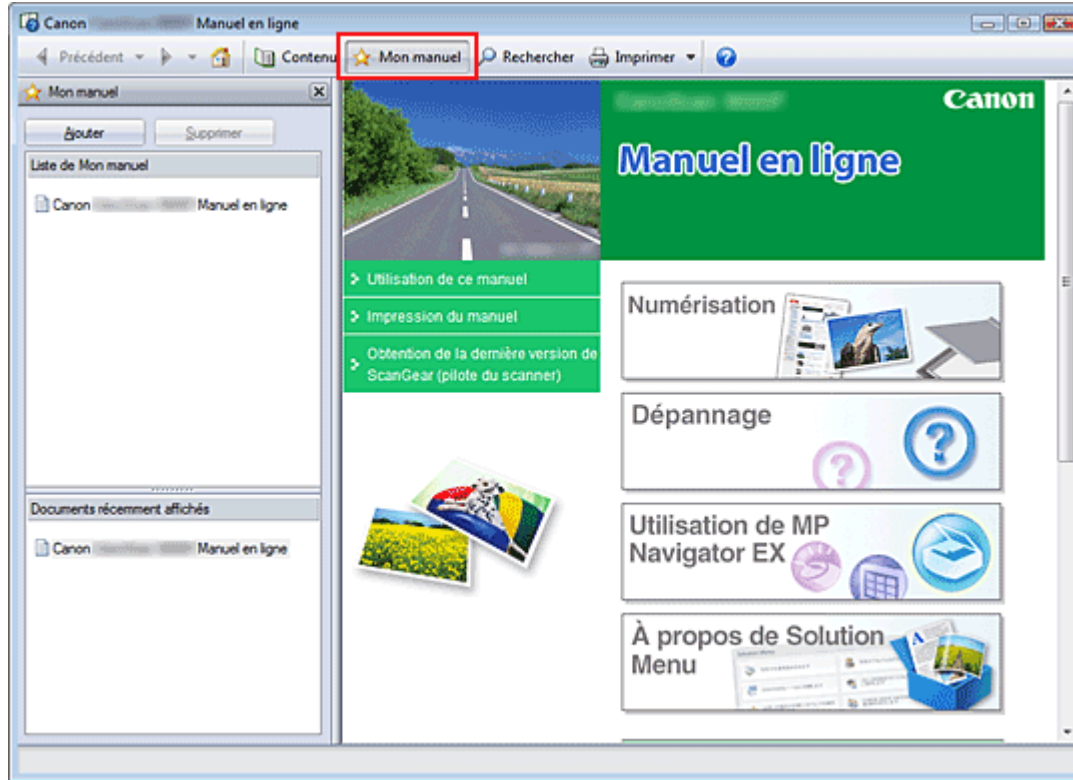 Canon Manuel en ligne
Précédent Contenu Mon manuel Rechercher Imprimer
Mon manuel
Ajouter Supprimer
Liste de Mon manuel
Canon Manuel en ligne
Documents récemment affichés
Canon Manuel en ligne
Canon
Manuel en ligne
Utilisation de ce manuel
Impression du manuel
Obtention de la dernière version de
ScanGear (pilote du scanner)
Numérisation
Dépannage
Utilisation de MP
Navigator EX
À propos de Solution
Menu